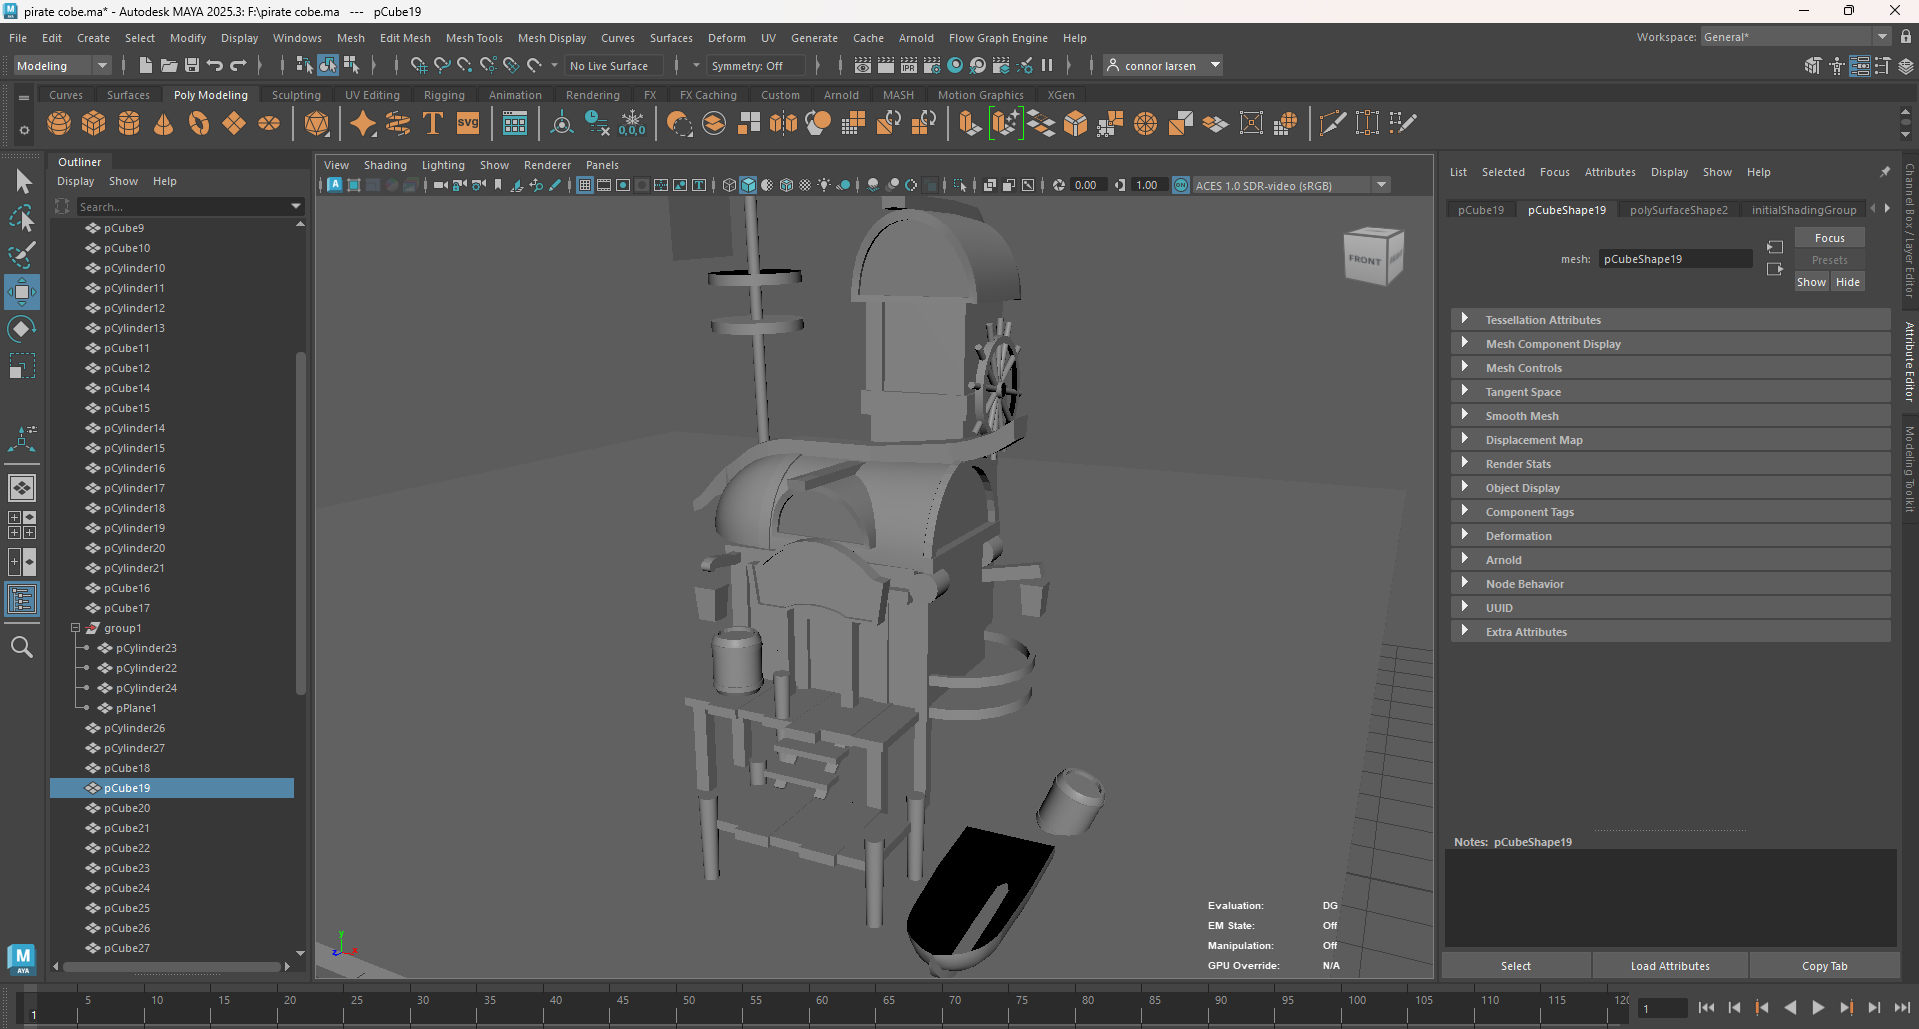 pirate cobe.ma* - Autodesk MAYA 2025.3: F:\pirate cobe.ma   ---   pCube19
File Edit Create Select Modify Display Windows Mesh Edit Mesh Mesh Tools Mesh Display Curves Surfaces Deform UV Generate Cache Arnold Flow Graph Engine Help
Workspace: General*
Modeling No Live Surface Symmetry: Off connor larsen
Curves Surfaces Poly Modeling Sculpting UV Editing Rigging Animation Rendering FX FX Caching Custom Arnold MASH Motion Graphics XGen
T SVG 0,0,0
Outliner
Display Show Help
Search...
pCube9
pCube10
pCylinder10
pCylinder11
pCylinder12
pCylinder13
pCube11
pCube12
pCube14
pCube15
pCylinder14
pCylinder15
pCylinder16
pCylinder17
pCylinder18
pCylinder19
pCylinder20
pCylinder21
pCube16
pCube17
group1
pCylinder23
pCylinder22
pCylinder24
pPlane1
pCylinder26
pCylinder27
pCube18
pCube19
pCube20
pCube21
pCube22
pCube23
pCube24
pCube25
pCube26
pCube27
M
AYA
View Shading Lighting Show Renderer Panels
0.00 1.00 ACES 1.0 SDR-video (sRGB)
FRONT
Evaluation: DG
EM State: Off
Manipulation: Off
GPU Override: N/A
y
z x
List Selected Focus Attributes Display Show Help
pCube19 pCubeShape19 polySurfaceShape2 initialShadingGroup
mesh: pCubeShape19
Focus
Presets
Show Hide
Tessellation Attributes
Mesh Component Display
Mesh Controls
Tangent Space
Smooth Mesh
Displacement Map
Render Stats
Object Display
Component Tags
Deformation
Arnold
Node Behavior
UUID
Extra Attributes
Notes: pCubeShape19
Select Load Attributes Copy Tab
Channel Box / Layer Editor
Attribute Editor
Modeling Toolkit
5 10 15 20 25 30 35 40 45 50 55 60 65 70 75 80 85 90 95 100 105 110 115 120
1
1